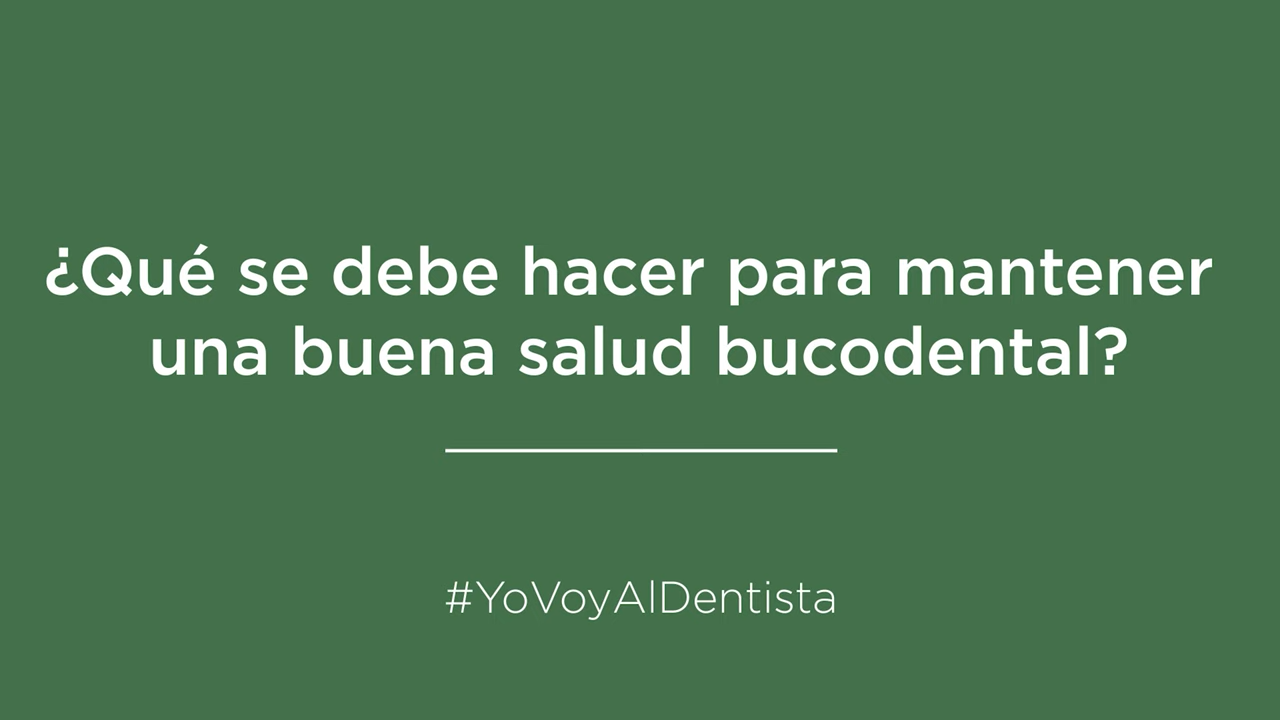 ¿Qué se debe hacer para mantener
una buena salud bucodental?
#YoVoyAlDentista